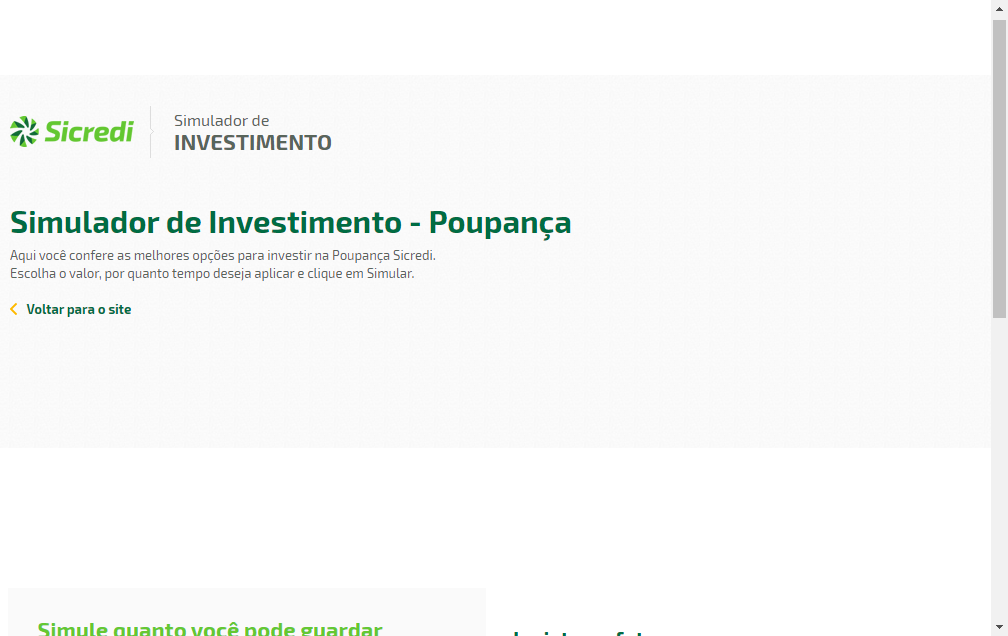 Sicredi
Simulador de
INVESTIMENTO
Simulador de Investimento - Poupança
Aqui você confere as melhores opções para investir na Poupança Sicredi.
Escolha o valor, por quanto tempo deseja aplicar e clique em Simular.
Voltar para o site
Simule quanto você pode guardar